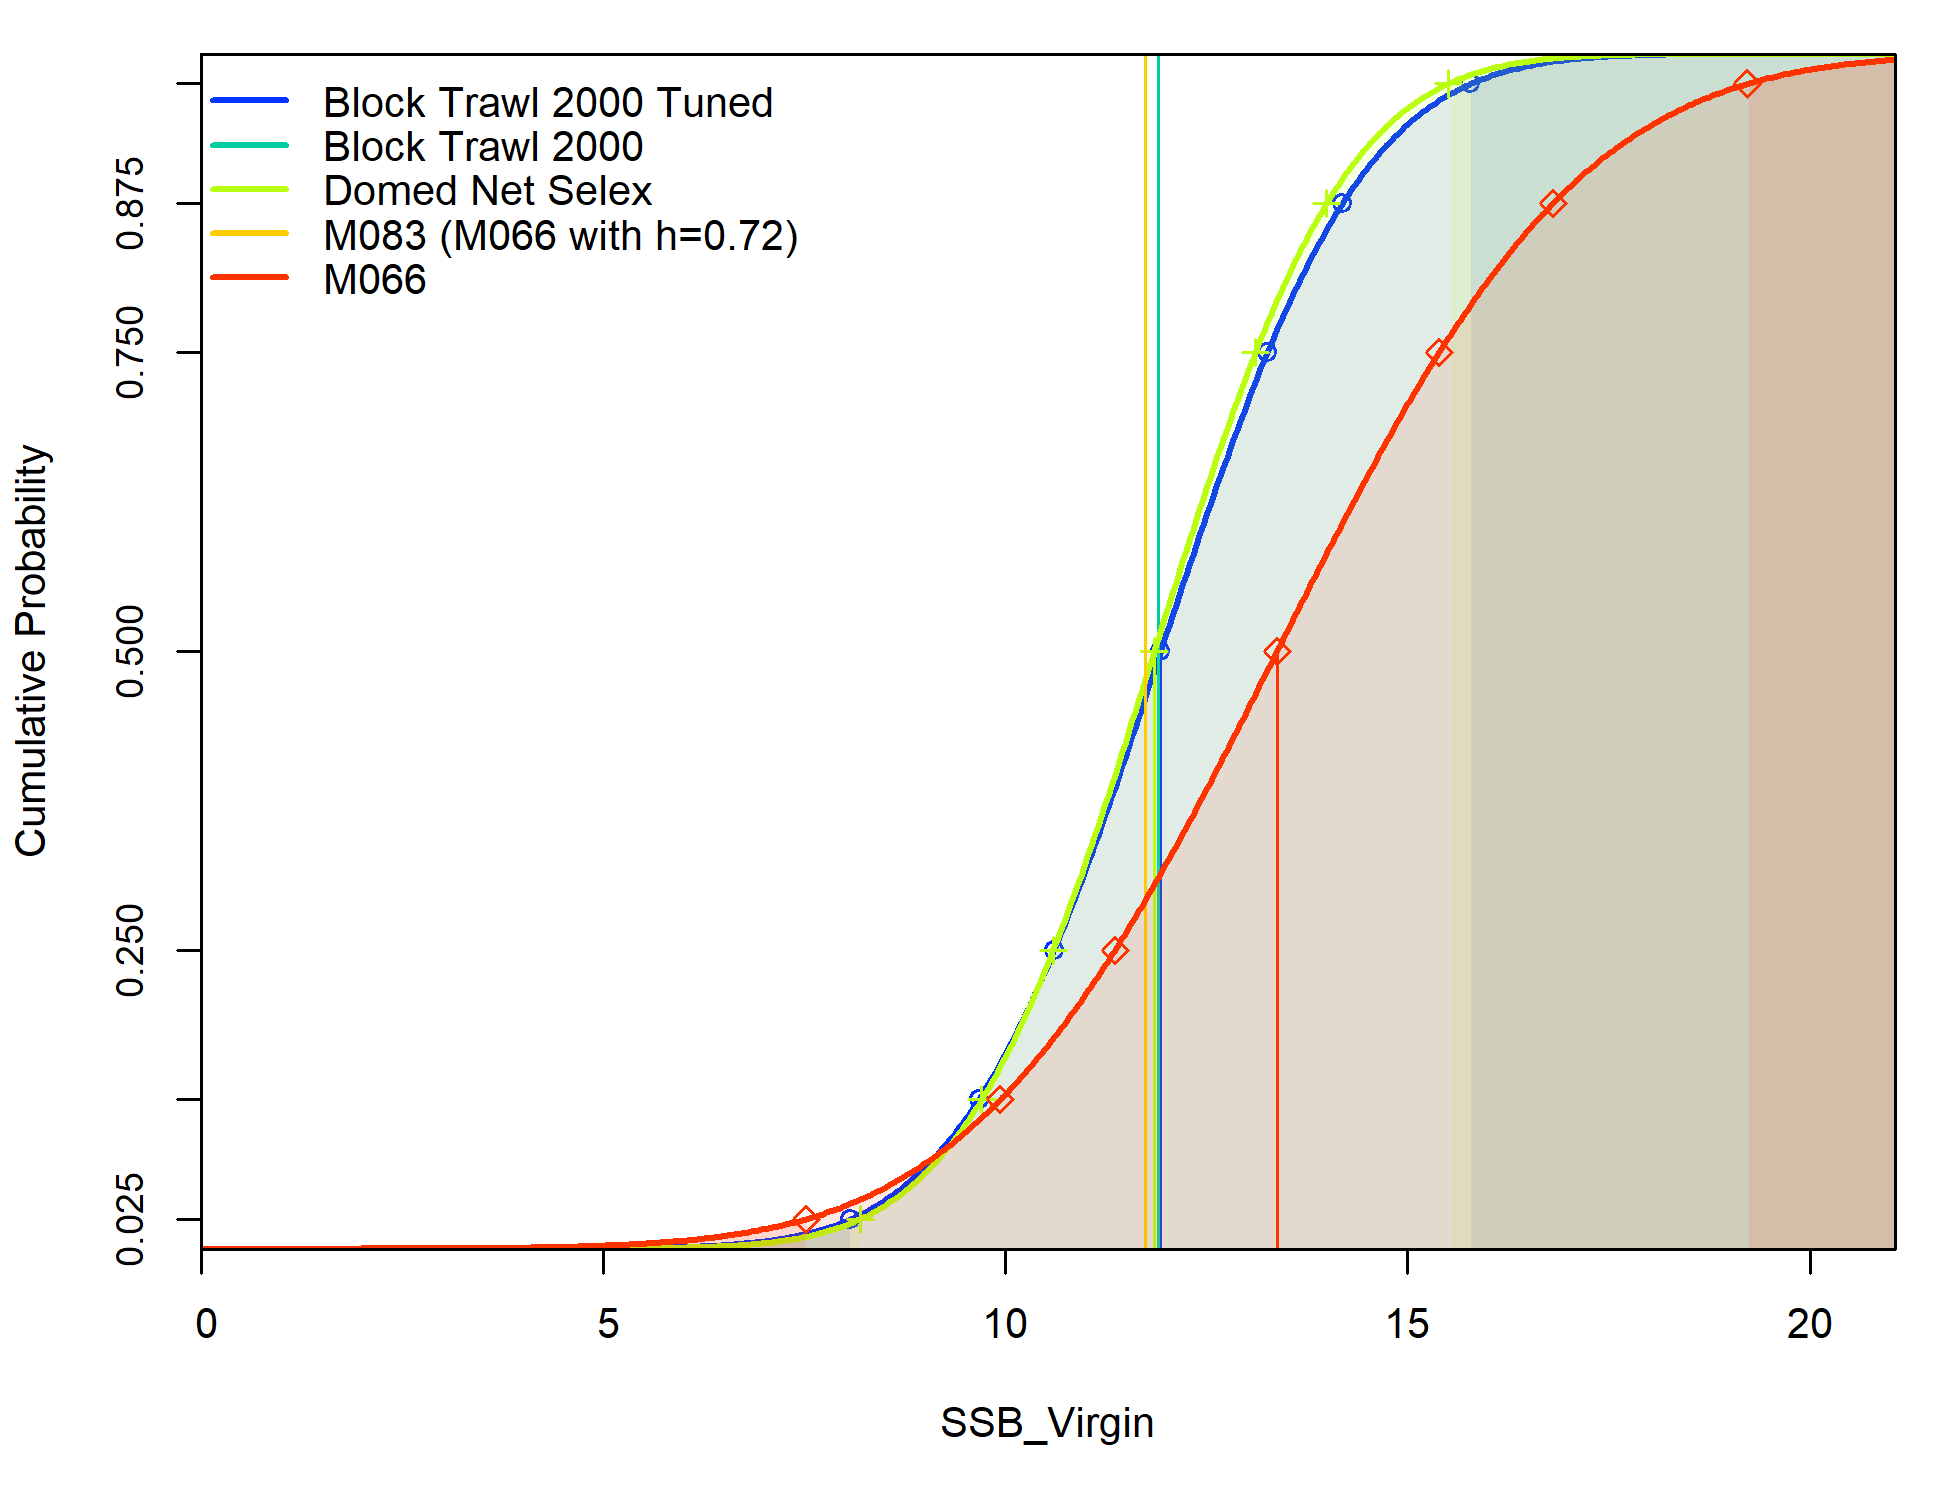 Block Trawl 2000 Tuned
Block Trawl 2000
Domed Net Selex
M083 (M066 with h=0.72)
M066
Cumulative Probability
0.875
0.750
0.500
0.250
0.025
0 5 10 15 20
SSB_Virgin